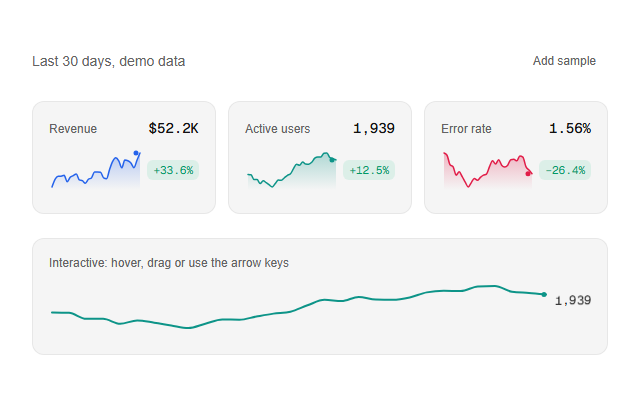 Last 30 days, demo data
Add sample
Revenue
$52.2K
+33.6%
Active users
1,939
+12.5%
Error rate
1.56%
−26.4%
Interactive: hover, drag or use the arrow keys
1,939